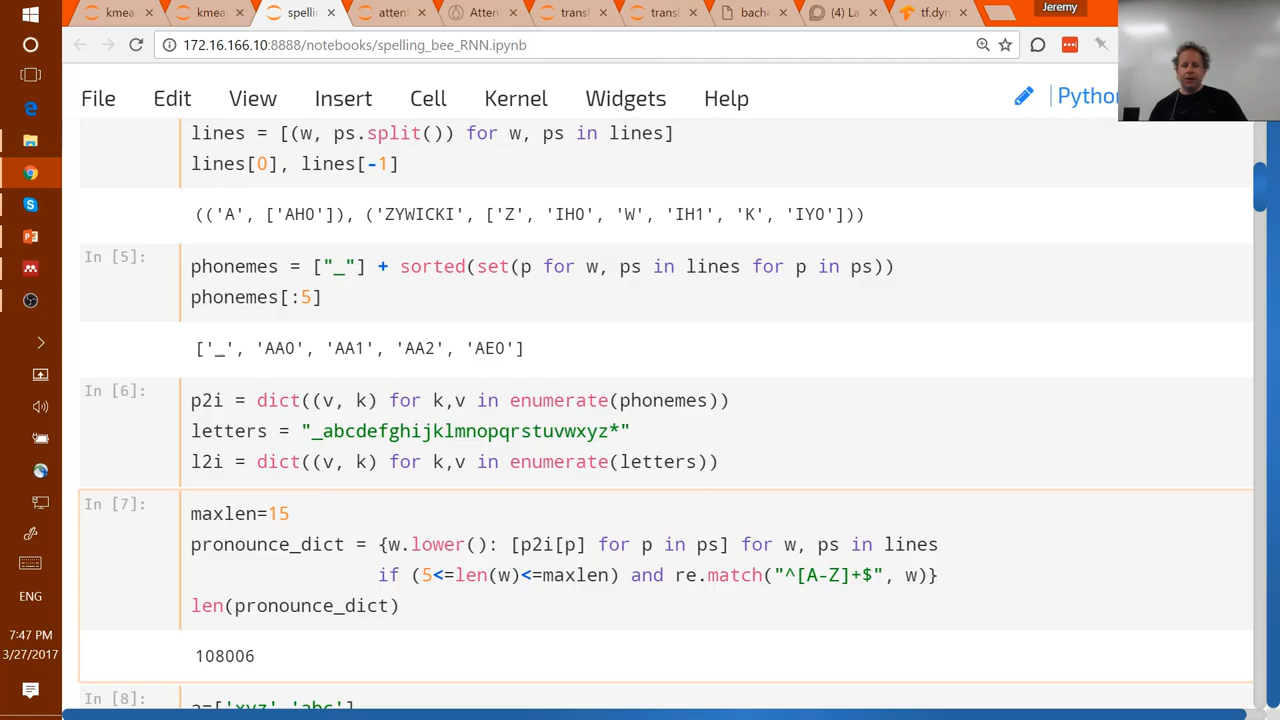 kmea
kmea
spelli
attenti
Atten
transl
transl
bache
(4) La
tf.dyn
Jeremy
172.16.166.10:8888/notebooks/spelling_bee_RNN.ipynb
File Edit View Insert Cell Kernel Widgets Help
lines = [(w, ps.split()) for w, ps in lines]
lines[0], lines[-1]
(('A', ['AH0']), ('ZYWICKI', ['Z', 'IH0', 'W', 'IH1', 'K', 'IY0']))
In [5]:
phonemes = ["_"] + sorted(set(p for w, ps in lines for p in ps))
phonemes[:5]
['_', 'AA0', 'AA1', 'AA2', 'AE0']
In [6]:
p2i = dict((v, k) for k,v in enumerate(phonemes))
letters = "_abcdefghijklmnopqrstuvwxyz*"
l2i = dict((v, k) for k,v in enumerate(letters))
In [7]:
maxlen=15
pronounce_dict = {w.lower(): [p2i[p] for p in ps] for w, ps in lines
if (5<=len(w)<=maxlen) and re.match("^[A-Z]+$", w)}
len(pronounce_dict)
108006
In [8]:
a=['xyz','abc']
ENG
7:47 PM
3/27/2017